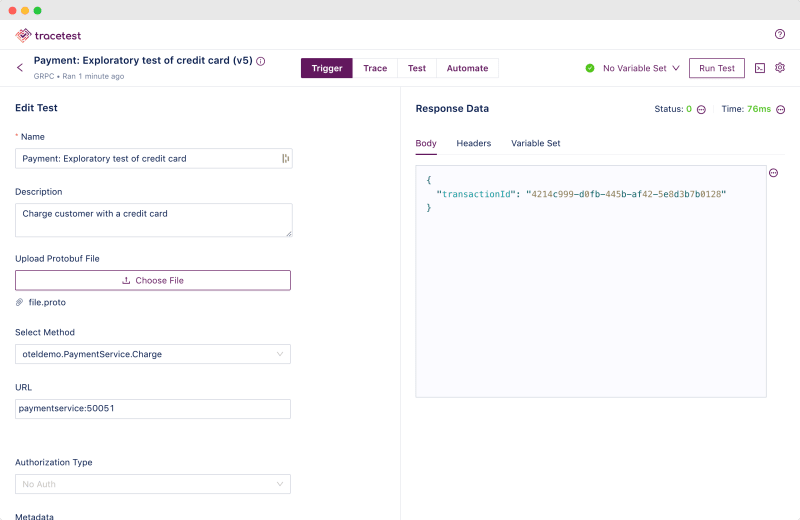 tracetest
Payment: Exploratory test of credit card (v5)
GRPC • Ran 1 minute ago
Trigger
Trace
Test
Automate
No Variable Set
Run Test
Edit Test
* Name
Payment: Exploratory test of credit card
Description
Charge customer with a credit card
Upload Protobuf File
Choose File
file.proto
Select Method
oteldemo.PaymentService.Charge
URL
paymentservice:50051
Authorization Type
No Auth
Metadata
Response Data
Status: 0
Time: 76ms
Body
Headers
Variable Set
{
"transactionId": "4214c999-d0fb-445b-af42-5e8d3b7b0128"
}